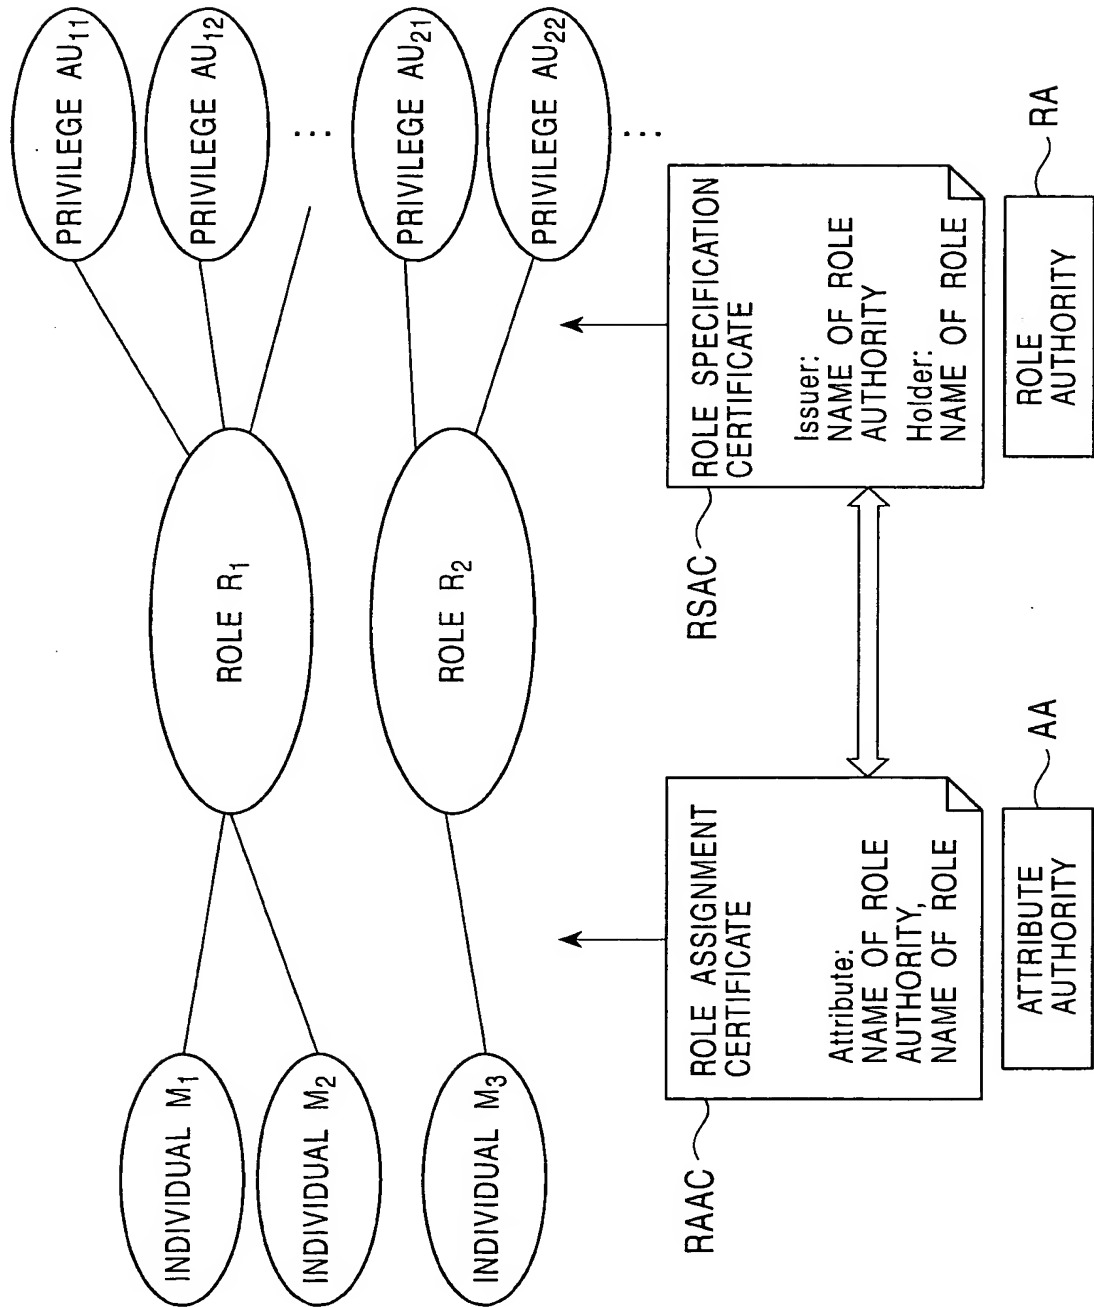 INDIVIDUAL M1
INDIVIDUAL M2
INDIVIDUAL M3
ROLE R1
ROLE R2
PRIVILEGE AU11
PRIVILEGE AU12
...
PRIVILEGE AU21
PRIVILEGE AU22
...
RAAC
ROLE ASSIGNMENT
CERTIFICATE
Attribute:
NAME OF ROLE
AUTHORITY,
NAME OF ROLE
ATTRIBUTE
AUTHORITY
AA
RSAC
ROLE SPECIFICATION
CERTIFICATE
Issuer:
NAME OF ROLE
AUTHORITY
Holder:
NAME OF ROLE
ROLE
AUTHORITY
RA